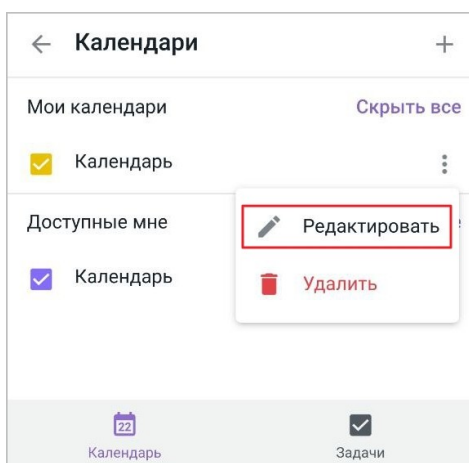 Календари
Мои календари Скрыть все
Календарь
Доступные мне
Редактировать
Календарь
Удалить
22
Календарь Задачи